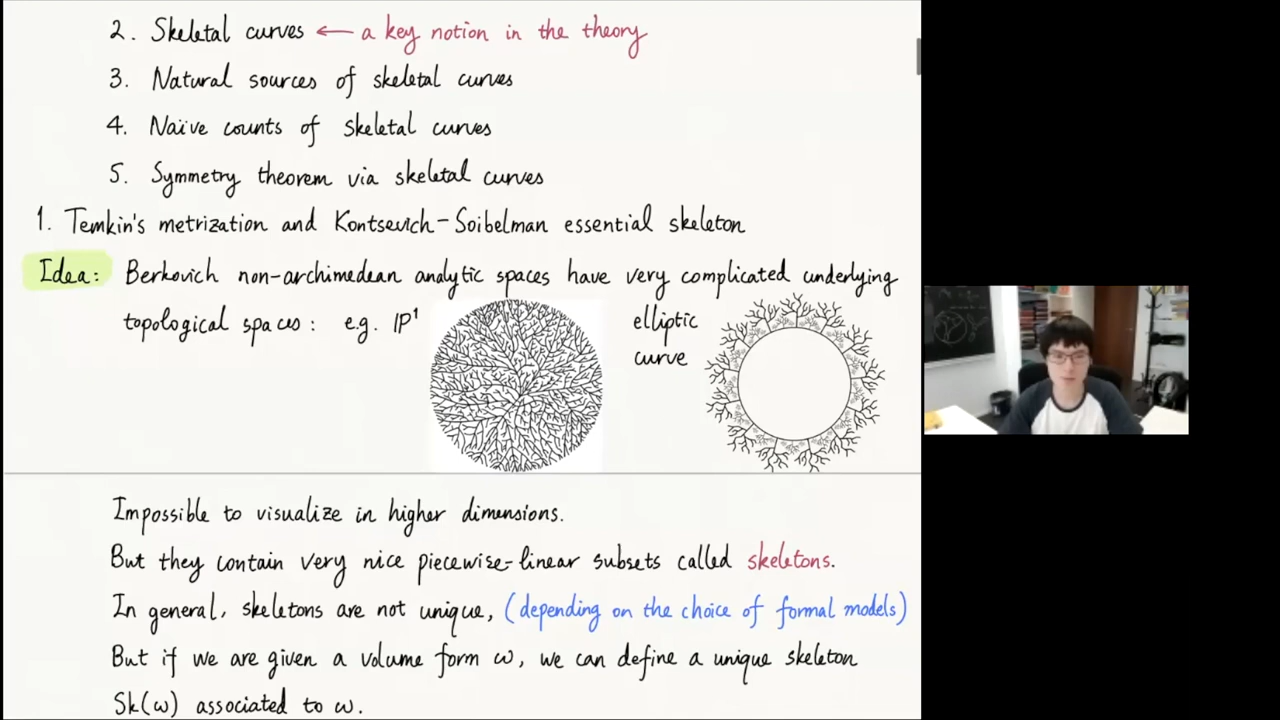 2. Skeletal curves ← a key notion in the theory
3. Natural sources of skeletal curves
4. Naïve counts of skeletal curves
5. Symmetry theorem via skeletal curves
1. Temkin's metrization and Kontsevich-Soibelman essential skeleton
Idea: Berkovich non-archimedean analytic spaces have very complicated underlying
topological spaces: e.g. ℙ¹ elliptic
curve
Impossible to visualize in higher dimensions.
But they contain very nice piecewise-linear subsets called skeletons.
In general, skeletons are not unique, (depending on the choice of formal models)
But if we are given a volume form ω, we can define a unique skeleton
Sk(ω) associated to ω.